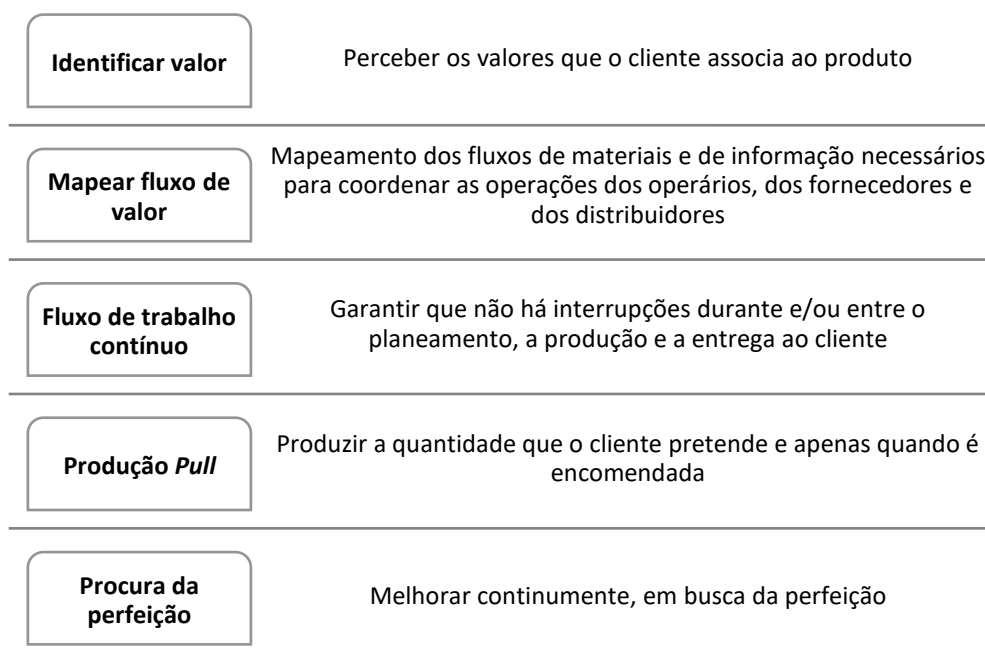 Identificar valor
Perceber os valores que o cliente associa ao produto
Mapear fluxo de
valor
Mapeamento dos fluxos de materiais e de informação necessários
para coordenar as operações dos operários, dos fornecedores e
dos distribuidores
Fluxo de trabalho
contínuo
Garantir que não há interrupções durante e/ou entre o
planeamento, a produção e a entrega ao cliente
Produção Pull
Produzir a quantidade que o cliente pretende e apenas quando é
encomendada
Procura da
perfeição
Melhorar continumente, em busca da perfeição